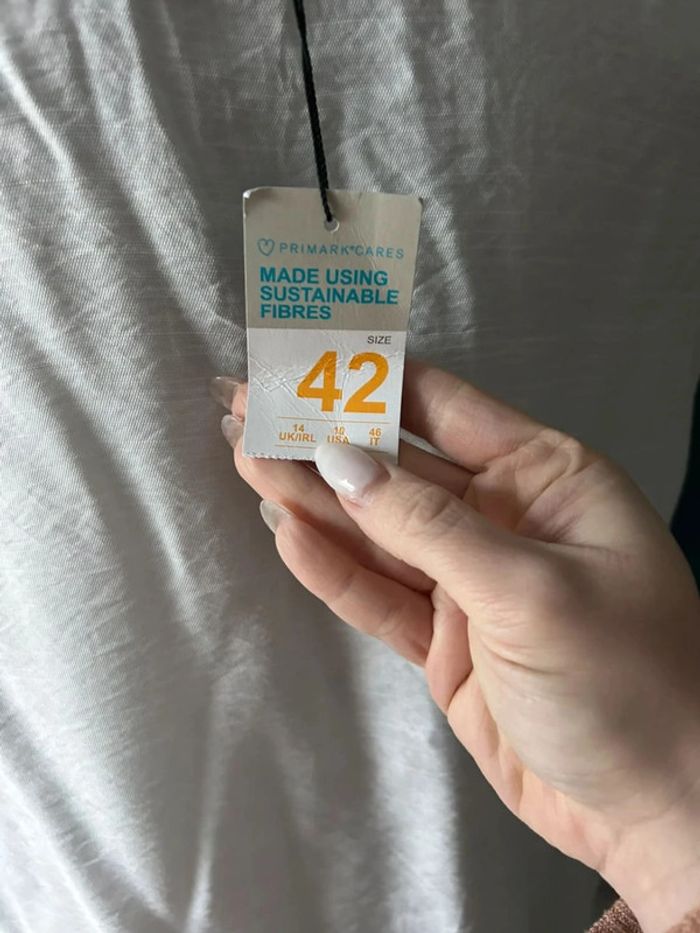 PRIMARK*CARES
MADE USING
SUSTAINABLE
FIBRES
SIZE
42
14 10 46
UK/IRL USA IT